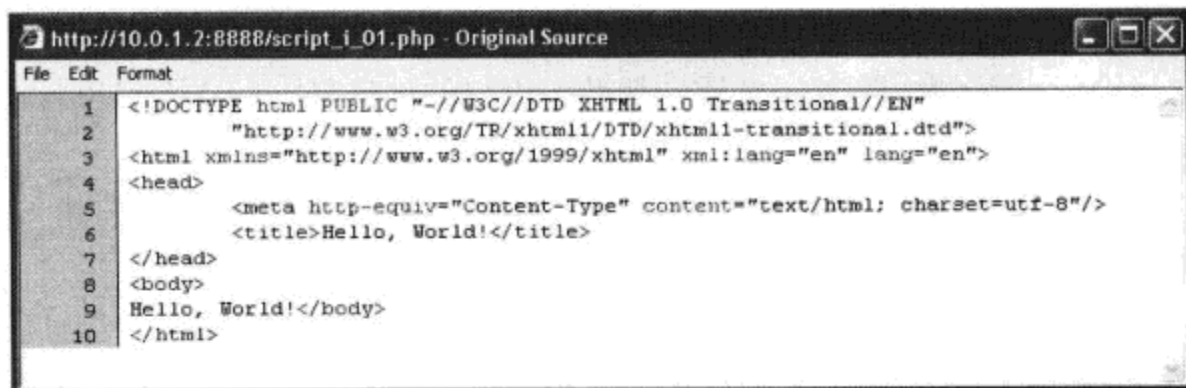 http://10.0.1.2:8888/script_i_01.php - Original Source
File Edit Format
1 <!DOCTYPE html PUBLIC "-//W3C//DTD XHTML 1.0 Transitional//EN"
2 "http://www.w3.org/TR/xhtml1/DTD/xhtml1-transitional.dtd">
3 <html xmlns="http://www.w3.org/1999/xhtml" xml:lang="en" lang="en">
4 <head>
5 <meta http-equiv="Content-Type" content="text/html; charset=utf-8"/>
6 <title>Hello, World!</title>
7 </head>
8 <body>
9 Hello, World!</body>
10 </html>